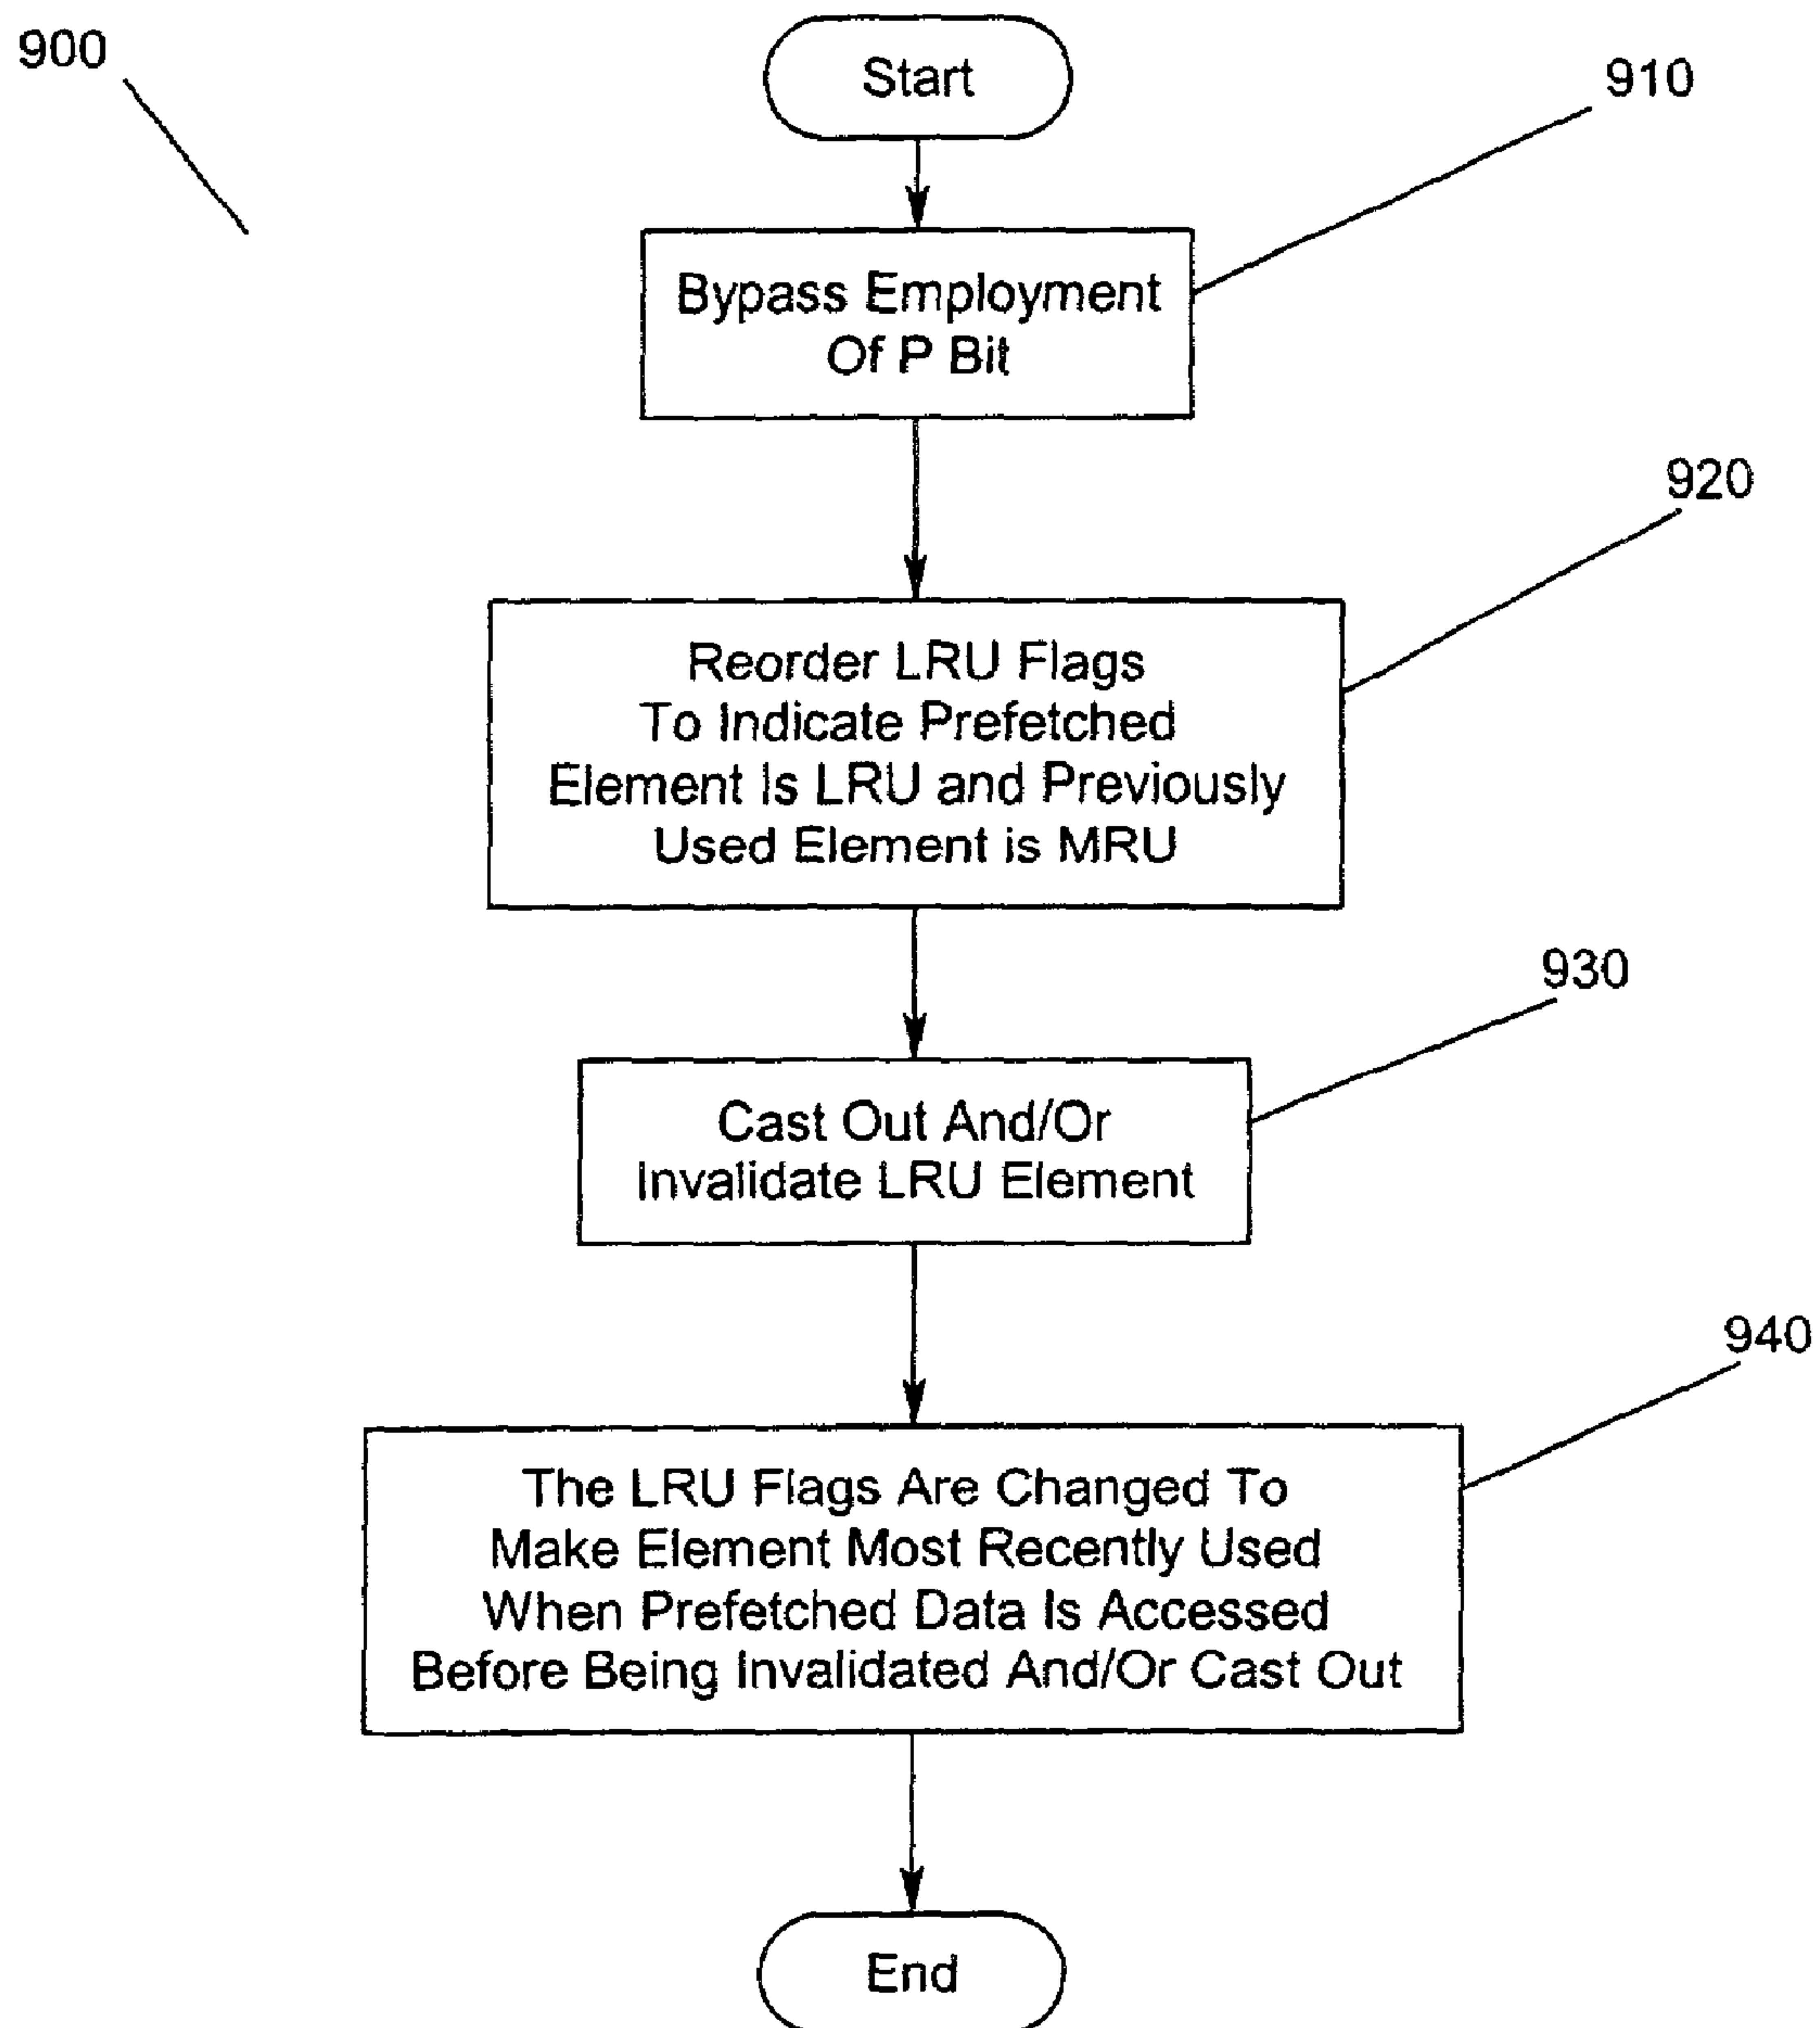 900
Start
910
Bypass Employment
Of P Bit
920
Reorder LRU Flags
To Indicate Prefetched
Element Is LRU and Previously
Used Element is MRU
930
Cast Out And/Or
Invalidate LRU Element
940
The LRU Flags Are Changed To
Make Element Most Recently Used
When Prefetched Data Is Accessed
Before Being Invalidated And/Or Cast Out
End